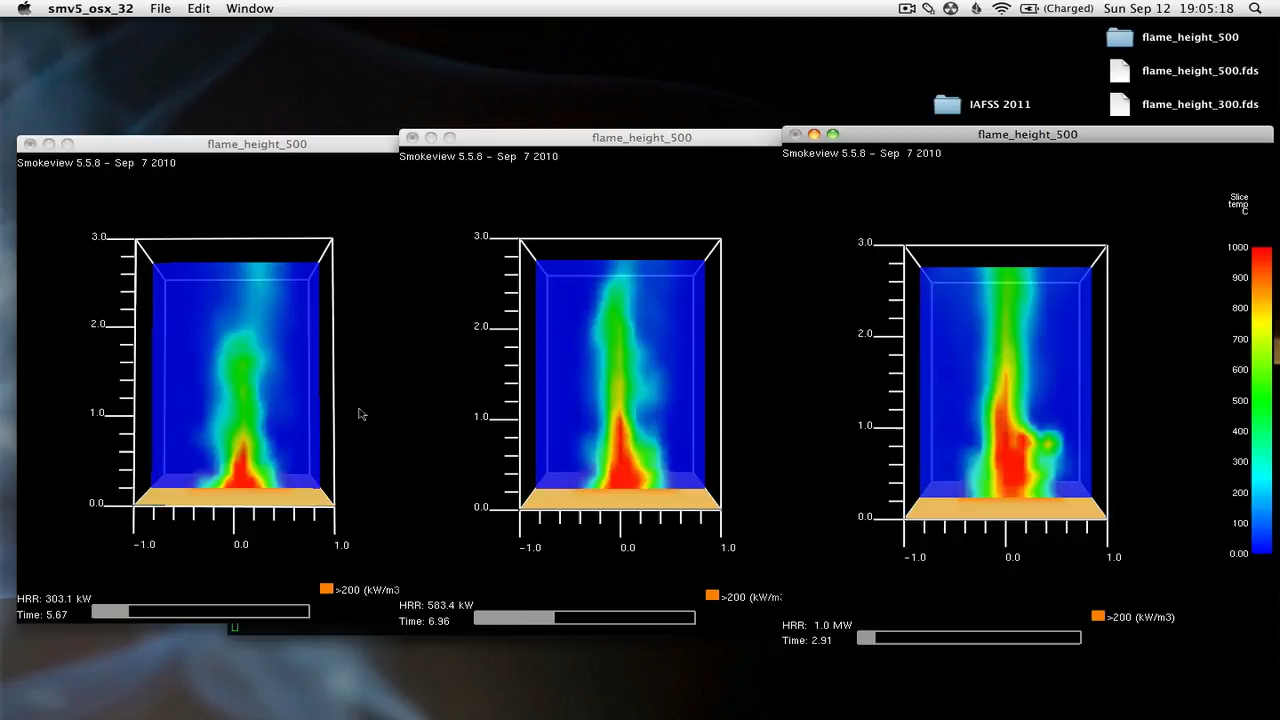 smv5_osx_32 File Edit Window (Charged) Sun Sep 12 19:05:18
flame_height_500
flame_height_500.fds
IAFSS 2011
flame_height_300.fds
flame_height_500
Smokeview 5.5.8 - Sep 7 2010
3.0
2.0
1.0
0.0
-1.0 0.0 1.0
>200 (kW/m3
HRR: 303.1 kW
Time: 5.67
flame_height_500
Smokeview 5.5.8 - Sep 7 2010
3.0
2.0
1.0
0.0
-1.0 0.0 1.0
>200 (kW/m:
HRR: 583.4 kW
Time: 6.96
flame_height_500
Smokeview 5.5.8 - Sep 7 2010
3.0
2.0
1.0
0.0
-1.0 0.0 1.0
>200 (kW/m3)
HRR: 1.0 MW
Time: 2.91
Slice
temp
C
1000
900
800
700
600
500
400
300
200
100
0.00